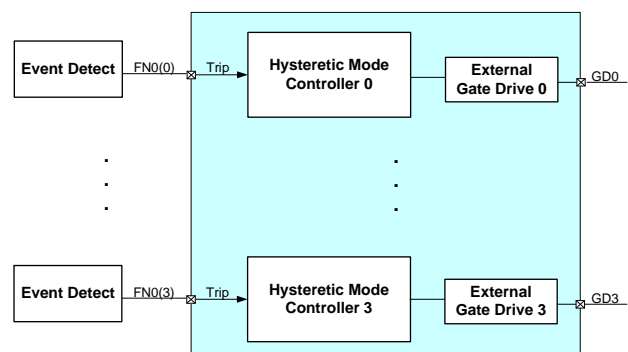 Event Detect
FN0(0)
Trip
Hysteretic Mode
Controller 0
External
Gate Drive 0
GD0
Event Detect
FN0(3)
Trip
Hysteretic Mode
Controller 3
External
Gate Drive 3
GD3